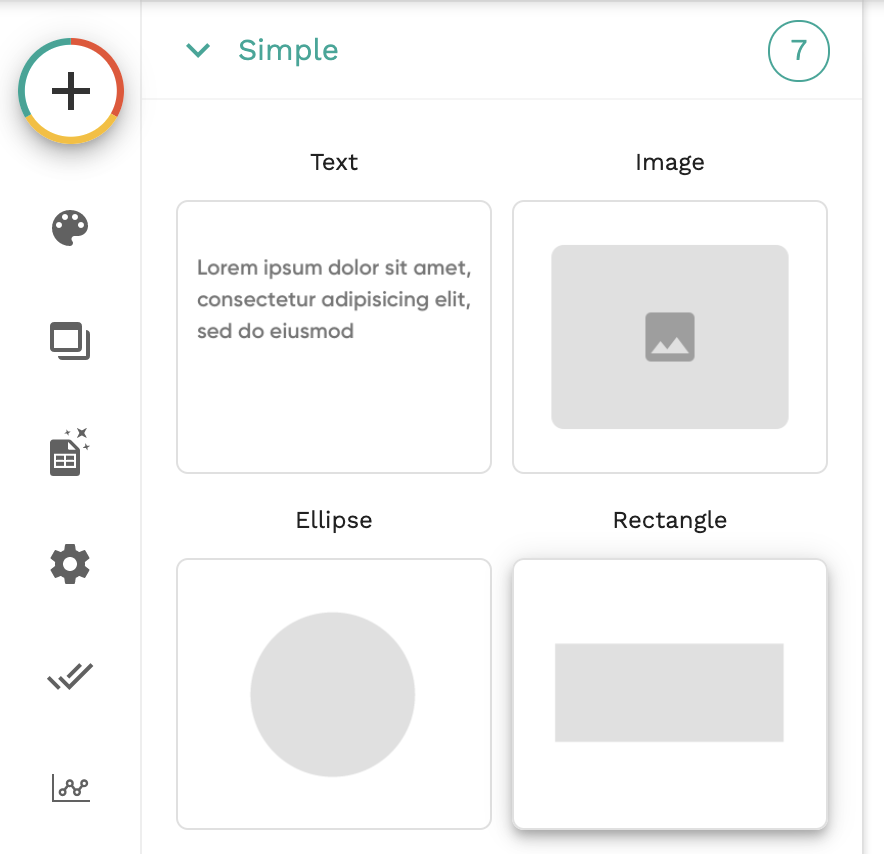 Simple
7
Text
Image
Lorem ipsum dolor sit amet,
consectetur adipisicing elit,
sed do eiusmod
Ellipse
Rectangle